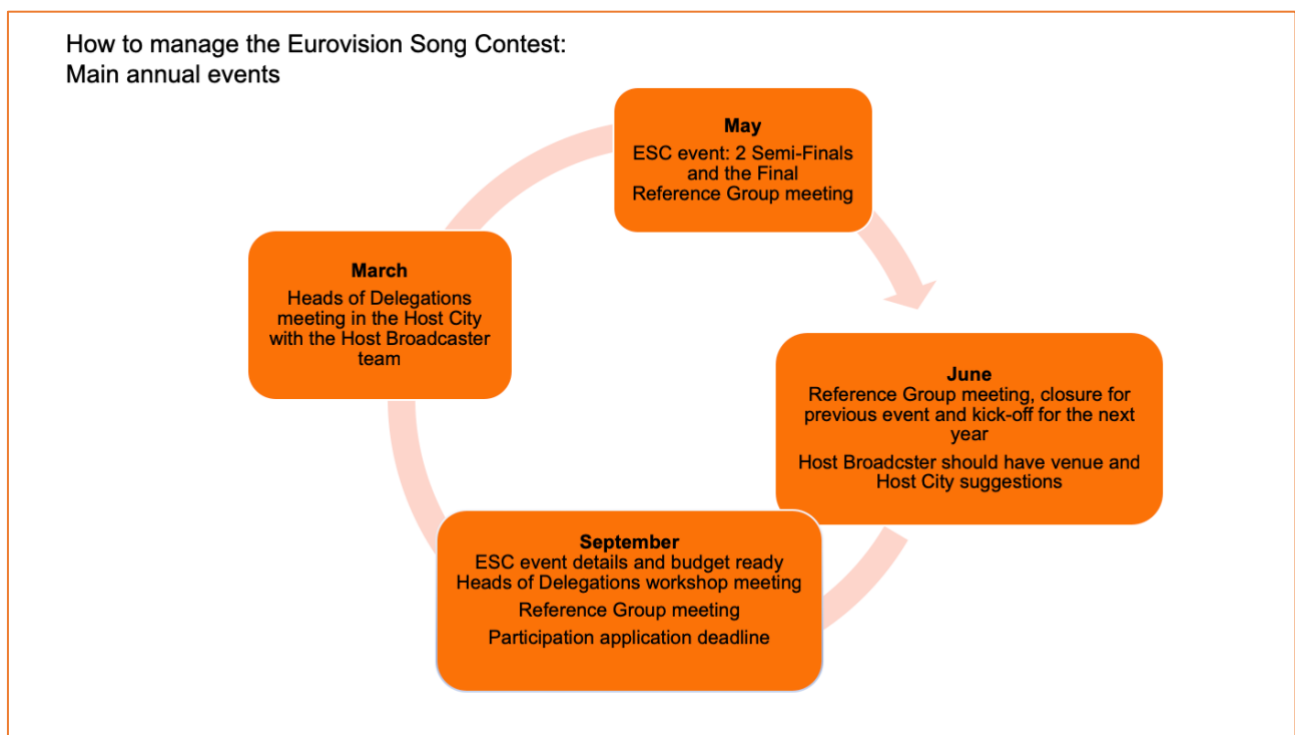 How to manage the Eurovision Song Contest:
Main annual events
May
ESC event: 2 Semi-Finals
and the Final
Reference Group meeting
March
Heads of Delegations
meeting in the Host City
with the Host Broadcaster
team
June
Reference Group meeting, closure for
previous event and kick-off for the next
year
Host Broadcster should have venue and
Host City suggestions
September
ESC event details and budget ready
Heads of Delegations workshop meeting
Reference Group meeting
Participation application deadline